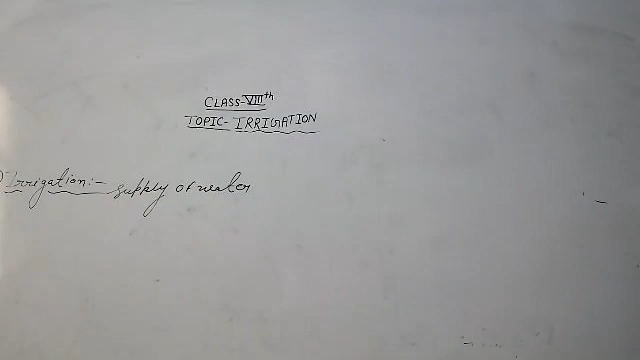 CLASS-VIIIth
TOPIC- IRRIGATION
Irrigation:- supply of water